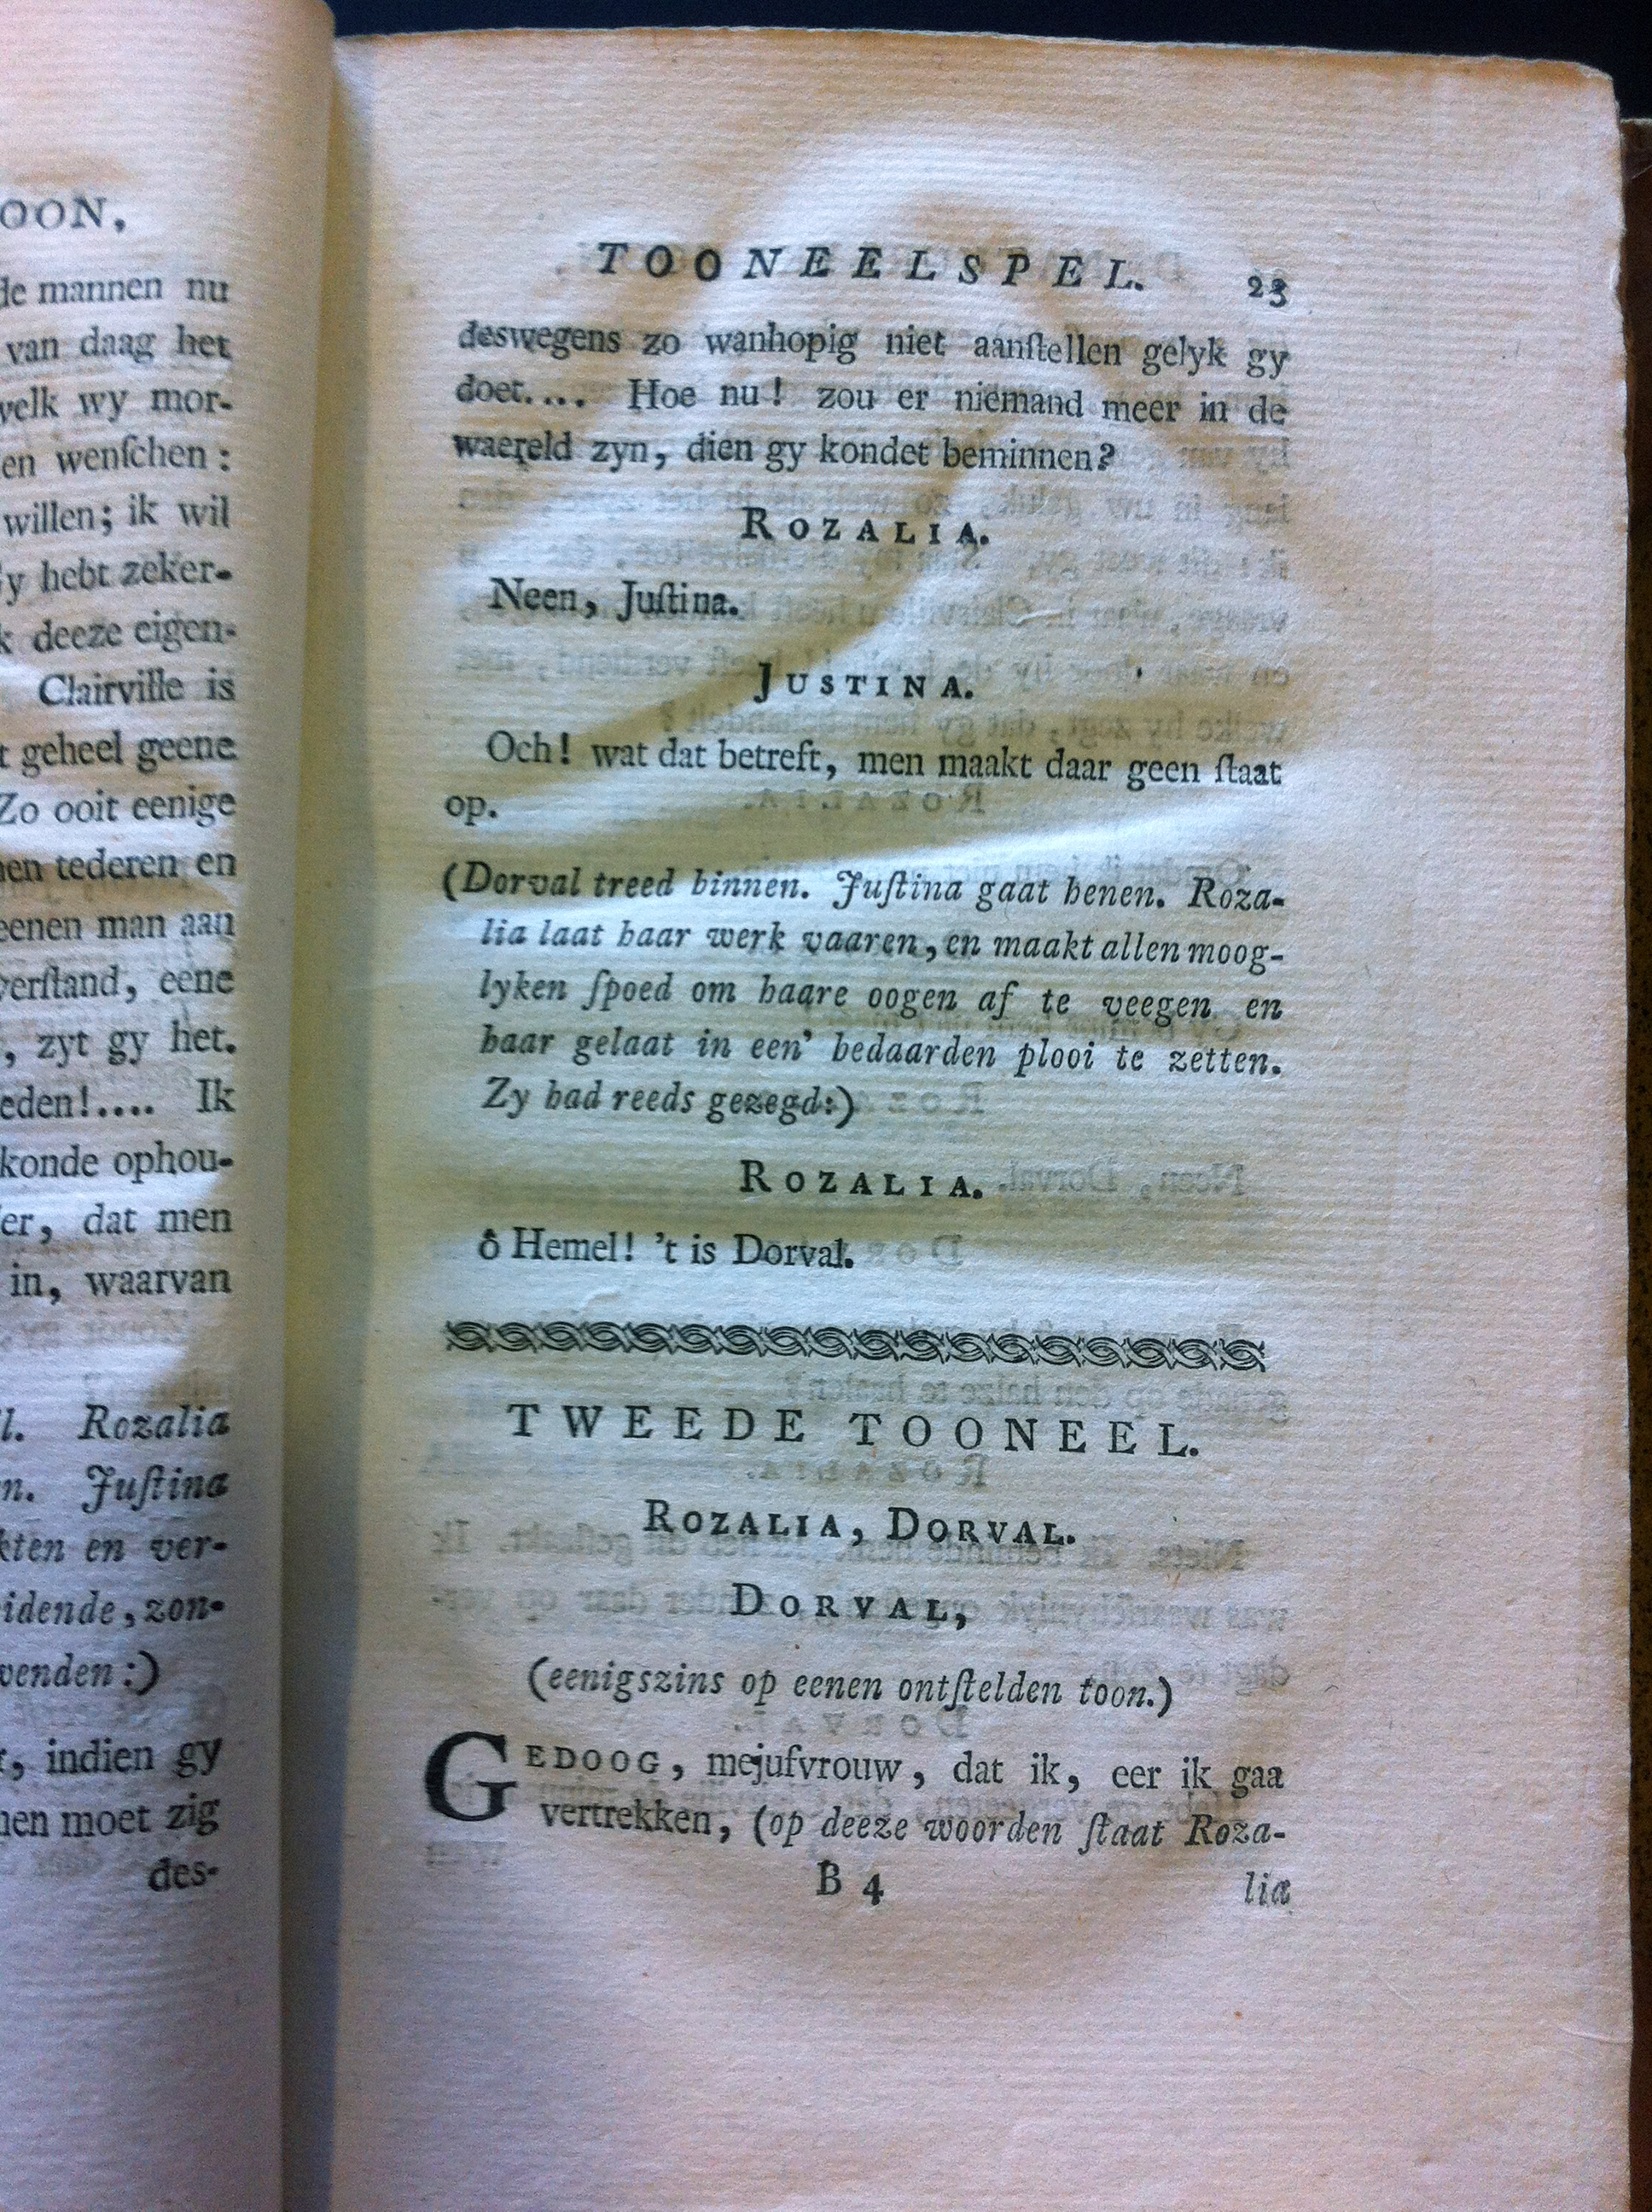 OON,
de mannen nu
van daag het
welk wy mor-
en wenſchen:
willen; ik wil
y hebt zeker-
deeze eigen-
Clairville is
geheel geene
Zo ooit eenige
tederen en
eenen man aan
verſtand, eene
, zyt gy het.
eden!.... Ik
konde ophou-
er, dat men
in, waarvan
l. Rozalia
n. Juſtina
kten en ver-
idende, zon-
wenden:)
, indien gy
men moet zig
des-
TOONEELSPEL. 23
deswegens zo wanhopig niet aanſtellen gelyk gy
doet.... Hoe nu! zou er niemand meer in de
waereld zyn, dien gy kondet beminnen?
ROZALIA.
Neen, Juſtina.
JUSTINA.
Och! wat dat betreft, men maakt daar geen ſtaat
op.
(Dorval treed binnen. Juſtina gaat henen. Roza-
lia laat haar werk vaaren, en maakt allen moog-
lyken ſpoed om haare oogen af te veegen en
haar gelaat in een' bedaarden plooi te zetten.
Zy had reeds gezegd:)
ROZALIA.
ô Hemel! 't is Dorval.
TWEEDE TOONEEL.
ROZALIA, DORVAL.
DORVAL,
(eenigszins op eenen ontſtelden toon.)
GEDOOG, mejufvrouw, dat ik, eer ik gaa
vertrekken, (op deeze woorden ſtaat Roza-
B 4 lia